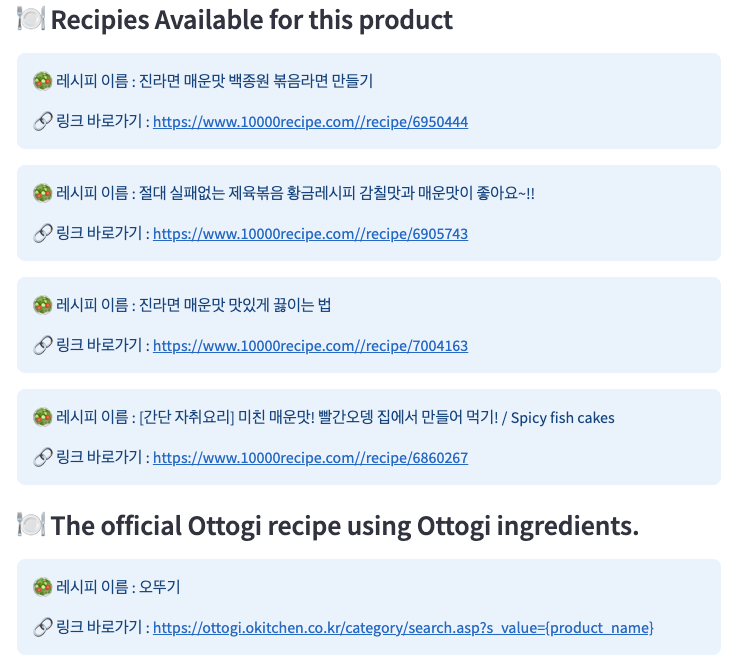 🍽️ Recipies Available for this product
🥗 레시피 이름 : 진라면 매운맛 백종원 볶음라면 만들기
🔗 링크 바로가기 : https://www.10000recipe.com//recipe/6950444
🥗 레시피 이름 : 절대 실패없는 제육볶음 황금레시피 감칠맛과 매운맛이 좋아요~!!
🔗 링크 바로가기 : https://www.10000recipe.com//recipe/6905743
🥗 레시피 이름 : 진라면 매운맛 맛있게 끓이는 법
🔗 링크 바로가기 : https://www.10000recipe.com//recipe/7004163
🥗 레시피 이름 : [간단 자취요리] 미친 매운맛! 빨간오뎅 집에서 만들어 먹기! / Spicy fish cakes
🔗 링크 바로가기 : https://www.10000recipe.com//recipe/6860267
🍽️ The official Ottogi recipe using Ottogi ingredients.
🥗 레시피 이름 : 오뚜기
🔗 링크 바로가기 : https://ottogi.okitchen.co.kr/category/search.asp?s_value={product_name}